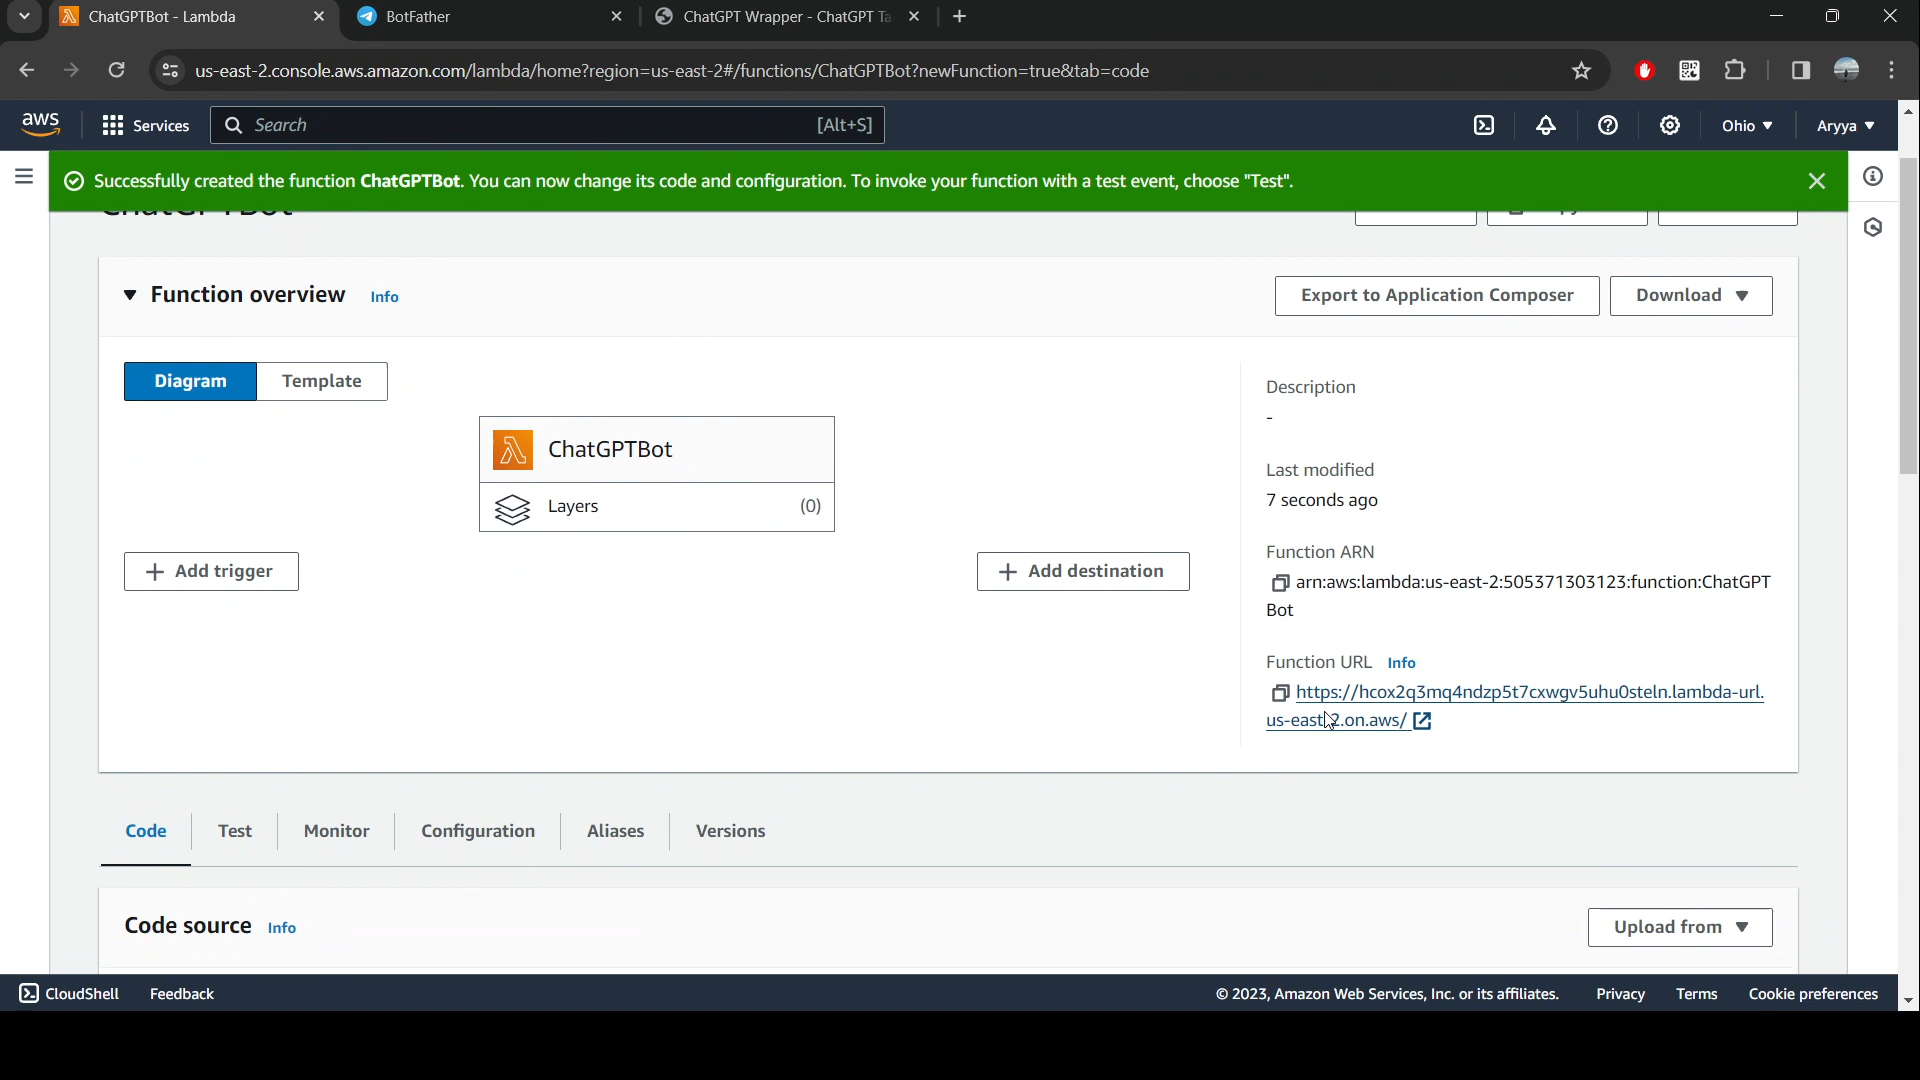 ChatGPTBot - Lambda
BotFather
ChatGPT Wrapper - ChatGPT Ta
us-east-2.console.aws.amazon.com/lambda/home?region=us-east-2#/functions/ChatGPTBot?newFunction=true&tab=code
aws Services Search [Alt+S] Ohio Aryya
Successfully created the function ChatGPTBot. You can now change its code and configuration. To invoke your function with a test event, choose "Test".
ChatGPTBot
Function overview Info
Export to Application Composer
Download
Diagram
Template
ChatGPTBot
Layers (0)
+ Add trigger
+ Add destination
Description
-
Last modified
7 seconds ago
Function ARN
arn:aws:lambda:us-east-2:505371303123:function:ChatGPT
Bot
Function URL Info
https://hcox2q3mq4ndzp5t7cxwgv5uhu0steln.lambda-url.
us-east-2.on.aws/
Code
Test
Monitor
Configuration
Aliases
Versions
Code source Info
Upload from
CloudShell
Feedback
© 2023, Amazon Web Services, Inc. or its affiliates.
Privacy
Terms
Cookie preferences